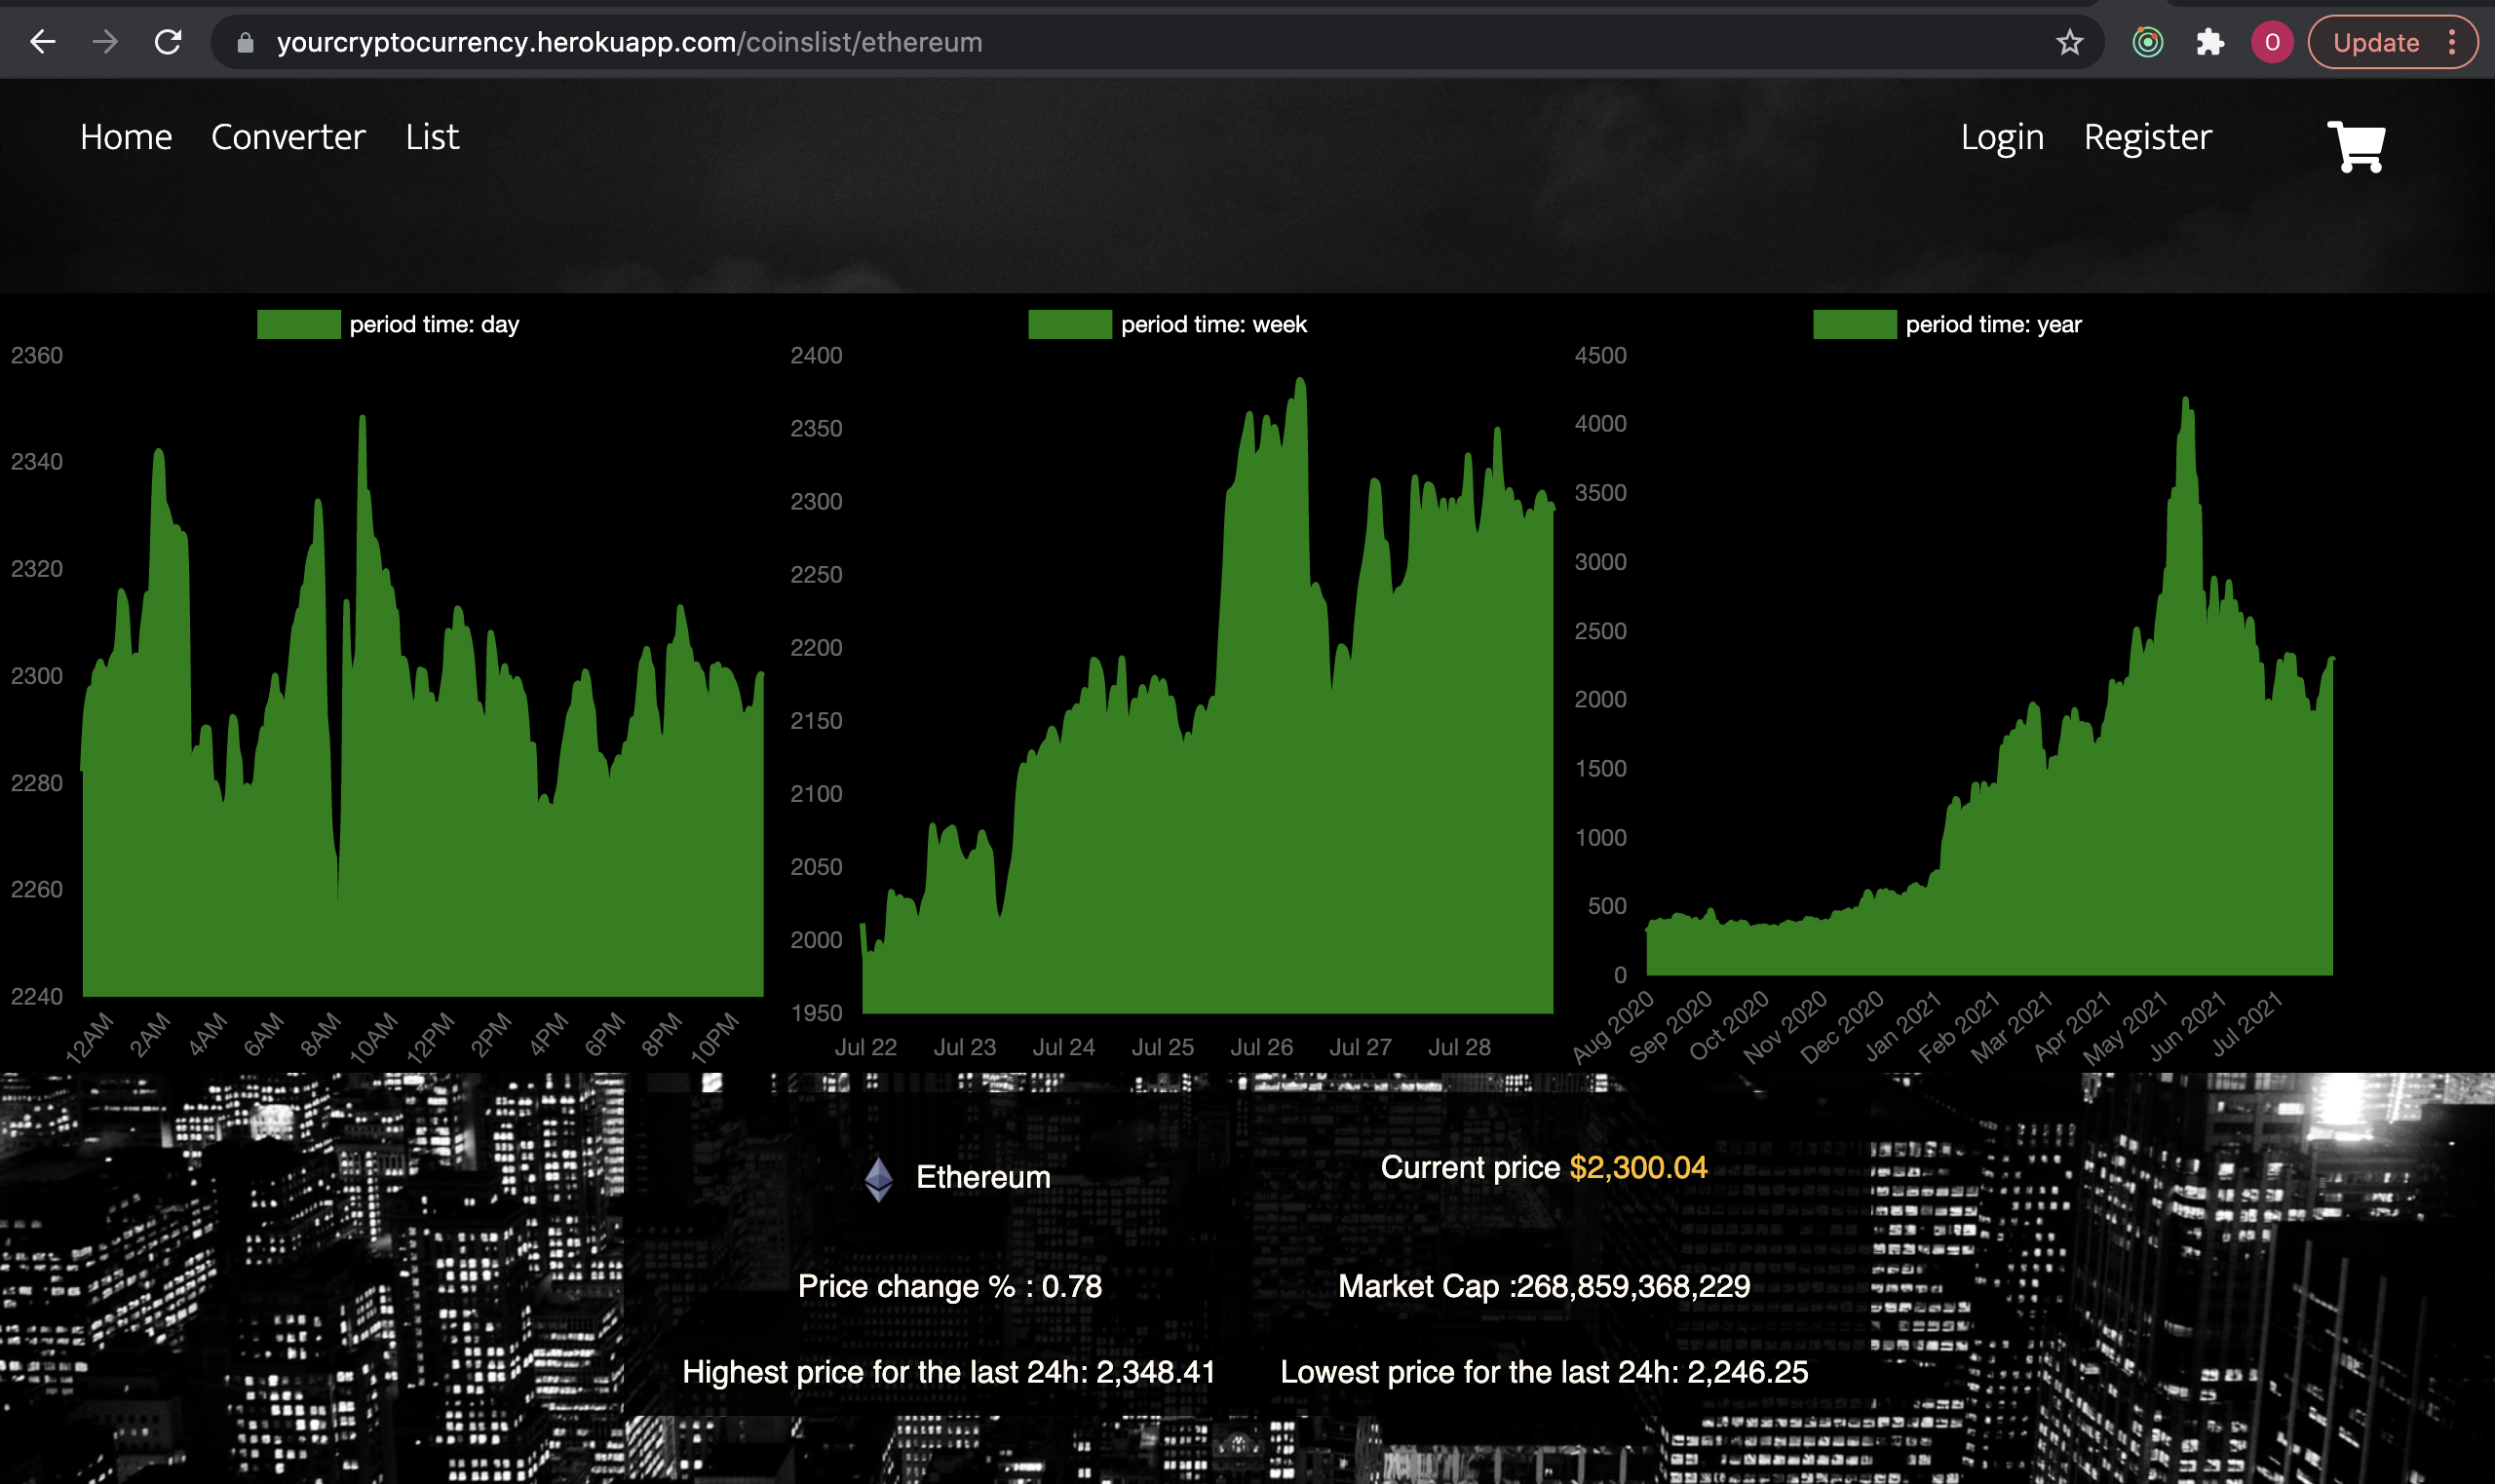 yourcryptocurrency.herokuapp.com/coinslist/ethereum
O
Update
Home Converter List
Login Register
period time: day
2360
2340
2320
2300
2280
2260
2240
12AM 2AM 4AM 6AM 8AM 10AM 12PM 2PM 4PM 6PM 8PM 10PM
period time: week
2400
2350
2300
2250
2200
2150
2100
2050
2000
1950
Jul 22 Jul 23 Jul 24 Jul 25 Jul 26 Jul 27 Jul 28
period time: year
4500
4000
3500
3000
2500
2000
1500
1000
500
0
Aug 2020 Sep 2020 Oct 2020 Nov 2020 Dec 2020 Jan 2021 Feb 2021 Mar 2021 Apr 2021 May 2021 Jun 2021 Jul 2021
Ethereum
Current price $2,300.04
Price change % : 0.78
Market Cap :268,859,368,229
Highest price for the last 24h: 2,348.41
Lowest price for the last 24h: 2,246.25